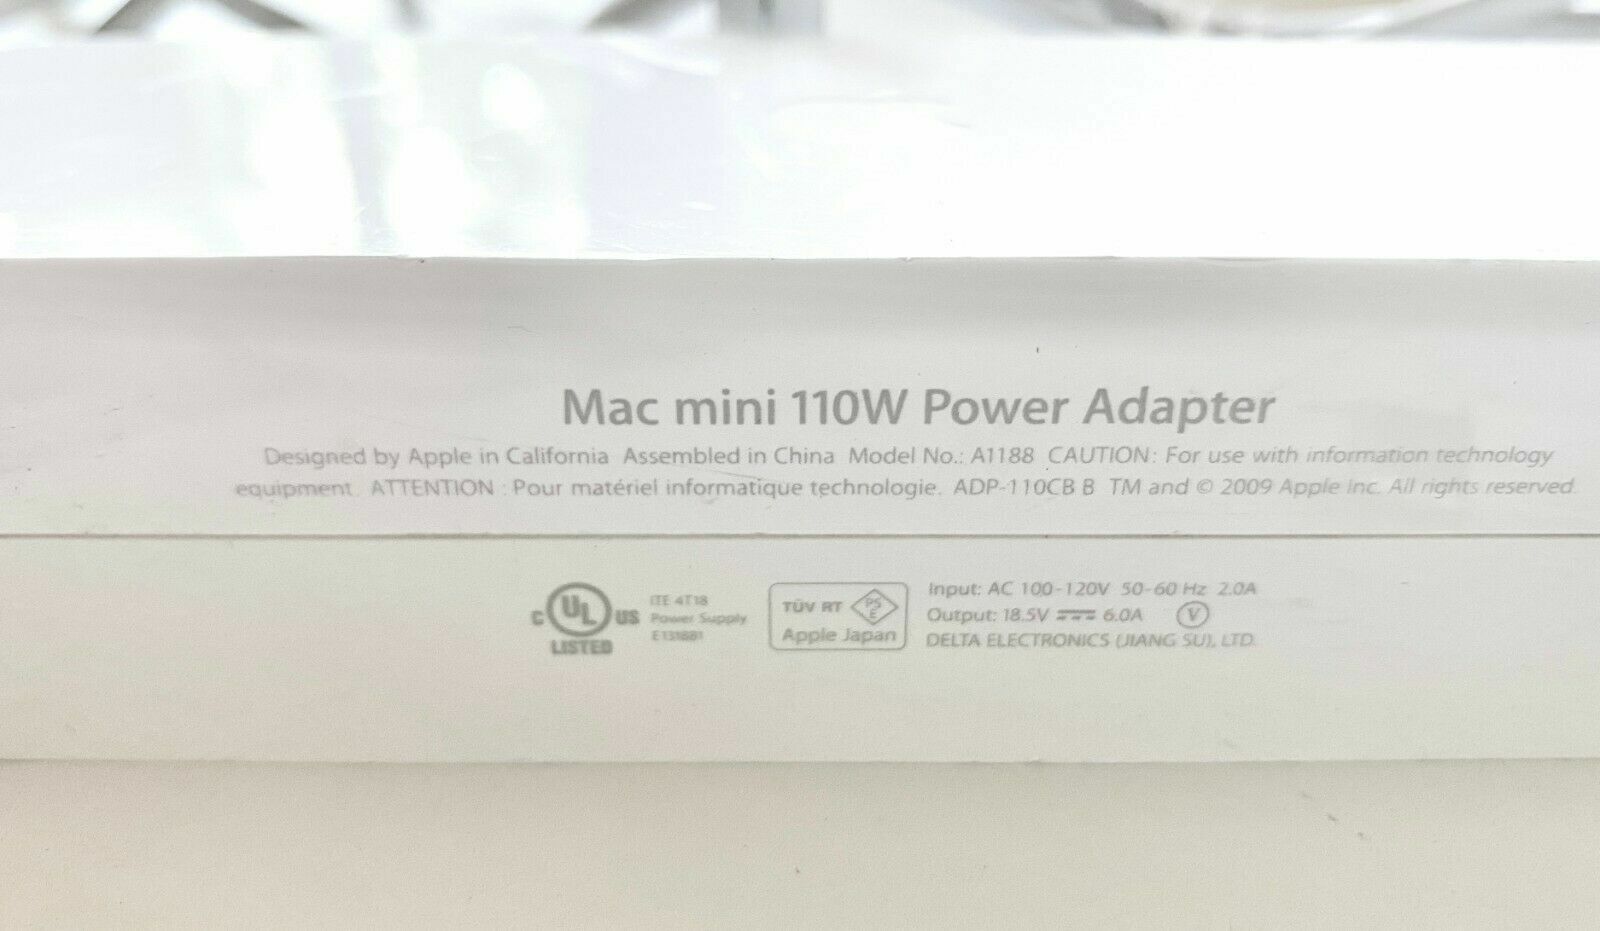 Mac mini 110W Power Adapter
Designed by Apple in California Assembled in China Model No.: A1188 CAUTION: For use with information technology
equipment. ATTENTION : Pour matériel informatique technologie. ADP-110CB B TM and © 2009 Apple Inc. All rights reserved.
C UL US LISTED
ITE 4T18
Power Supply
E131881
TÜV RT PS E
Apple Japan
Input: AC 100-120V 50-60 Hz 2.0A
Output: 18.5V 6.0A V
DELTA ELECTRONICS (JIANG SU), LTD.